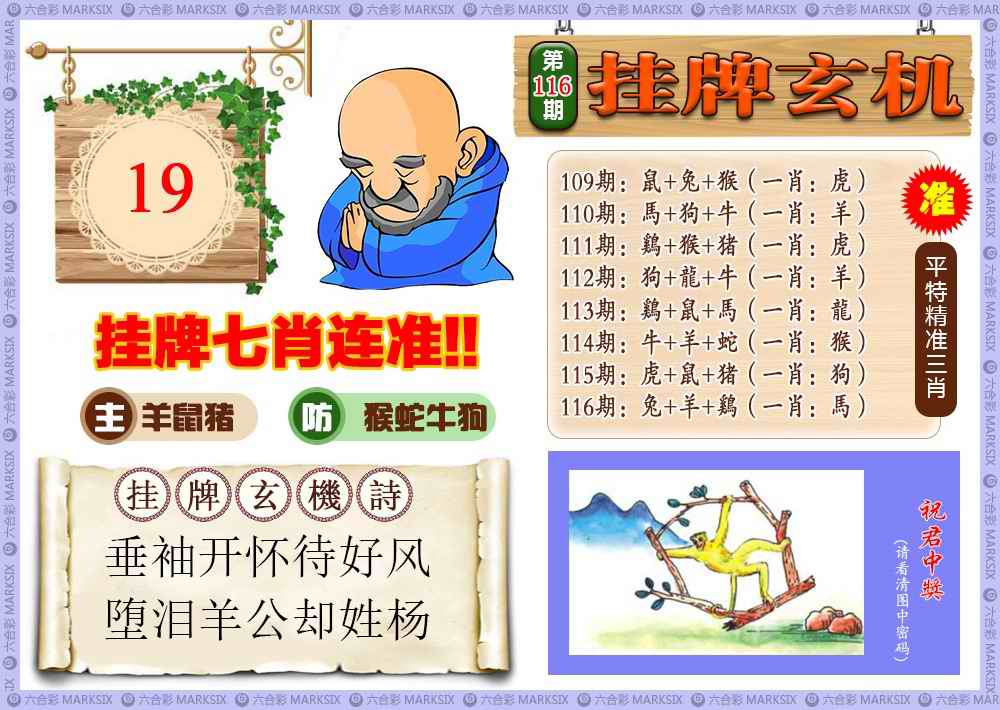 六合彩 MARKSIX
19
第
116
期
挂牌玄机
109期：鼠+兔+猴（一肖：虎）
110期：馬+狗+牛（一肖：羊）
111期：鷄+猴+猪（一肖：虎）
112期：狗+龍+牛（一肖：羊）
113期：鷄+鼠+馬（一肖：龍）
114期：牛+羊+蛇（一肖：猴）
115期：虎+鼠+猪（一肖：狗）
116期：兔+羊+鷄（一肖：馬）
准
平特精准三肖
挂牌七肖连准!!
主 羊鼠猪
防 猴蛇牛狗
挂牌玄機詩
垂袖开怀待好风
堕泪羊公却姓杨
祝君中獎
（请看清图中密码）